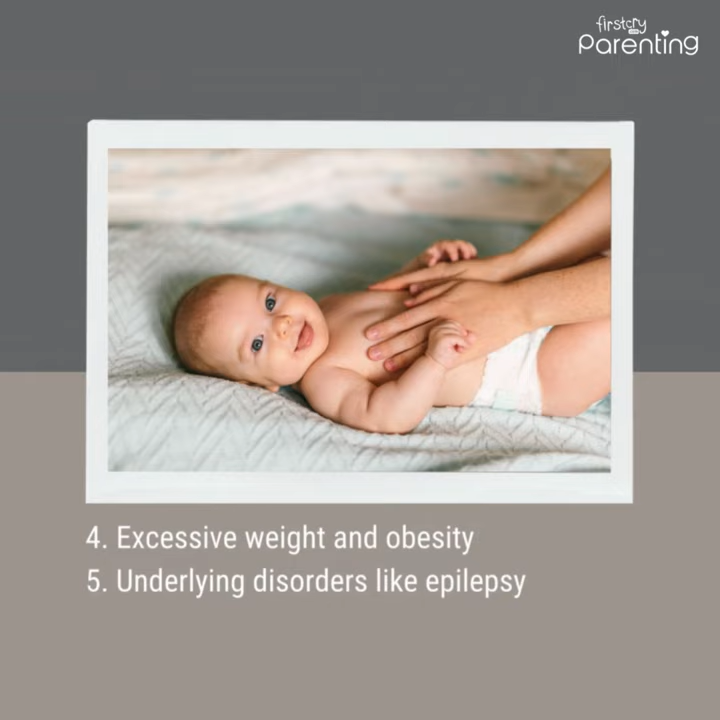 firstcry
Parenting
4. Excessive weight and obesity
5. Underlying disorders like epilepsy